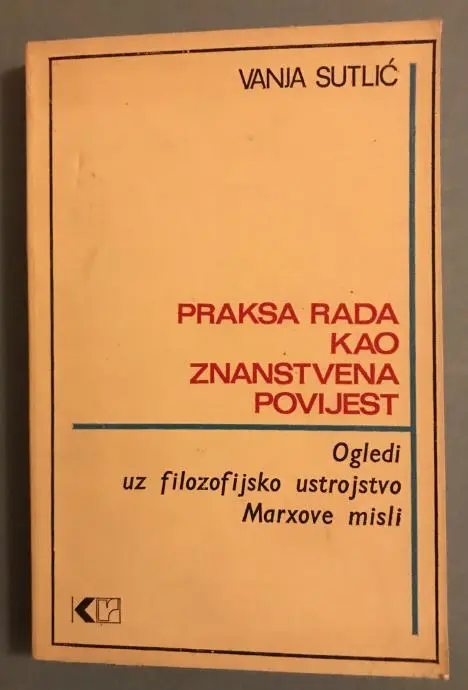 VANJA SUTLIĆ
PRAKSA RADA
KAO
ZNANSTVENA
POVIJEST
Ogledi
uz filozofijsko ustrojstvo
Marxove misli